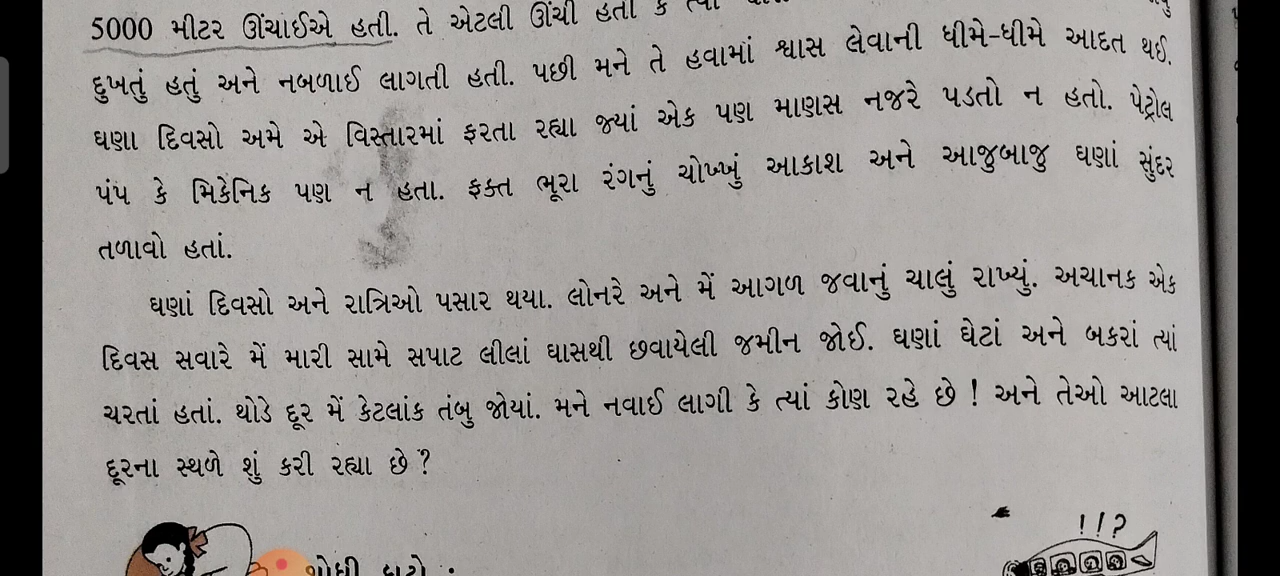 5000 મીટર ઊંચાઈએ હતી. તે એટલી ઊંચી હતી કે ત્યાં
દુખતું હતું અને નબળાઈ લાગતી હતી. પછી મને તે હવામાં શ્વાસ લેવાની ધીમે-ધીમે આદત થઈ.
ઘણા દિવસો અમે એ વિસ્તારમાં ફરતા રહ્યા જ્યાં એક પણ માણસ નજરે પડતો ન હતો. પેટ્રોલ
પંપ કે મિકેનિક પણ ન હતા. ફક્ત ભૂરા રંગનું ચોખ્ખું આકાશ અને આજુબાજુ ઘણાં સુંદર
તળાવો હતાં.
ઘણાં દિવસો અને રાત્રિઓ પસાર થયા. લોનરે અને મેં આગળ જવાનું ચાલું રાખ્યું. અચાનક એક
દિવસ સવારે મેં મારી સામે સપાટ લીલાં ઘાસથી છવાયેલી જમીન જોઈ. ઘણાં ઘેટાં અને બકરાં ત્યાં
ચરતાં હતાં. થોડે દૂર મેં કેટલાંક તંબુ જોયાં. મને નવાઈ લાગી કે ત્યાં કોણ રહે છે ! અને તેઓ આટલા
દૂરના સ્થળે શું કરી રહ્યા છે ?
!!?